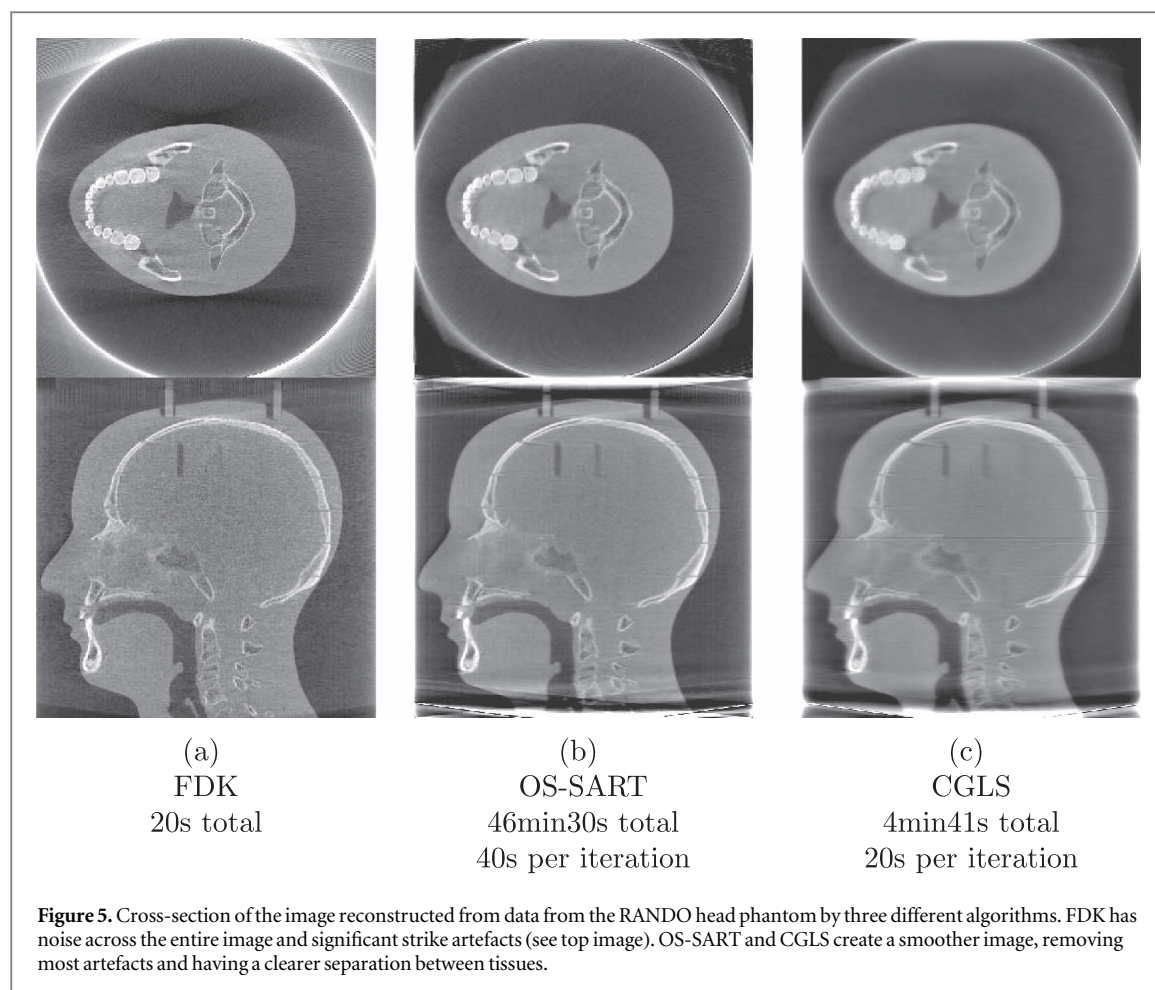 (a)
FDK
20s total
(b)
OS-SART
46min30s total
40s per iteration
(c)
CGLS
4min41s total
20s per iteration
Figure 5. Cross-section of the image reconstructed from data from the RANDO head phantom by three different algorithms. FDK has
noise across the entire image and significant strike artefacts (see top image). OS-SART and CGLS create a smoother image, removing
most artefacts and having a clearer separation between tissues.